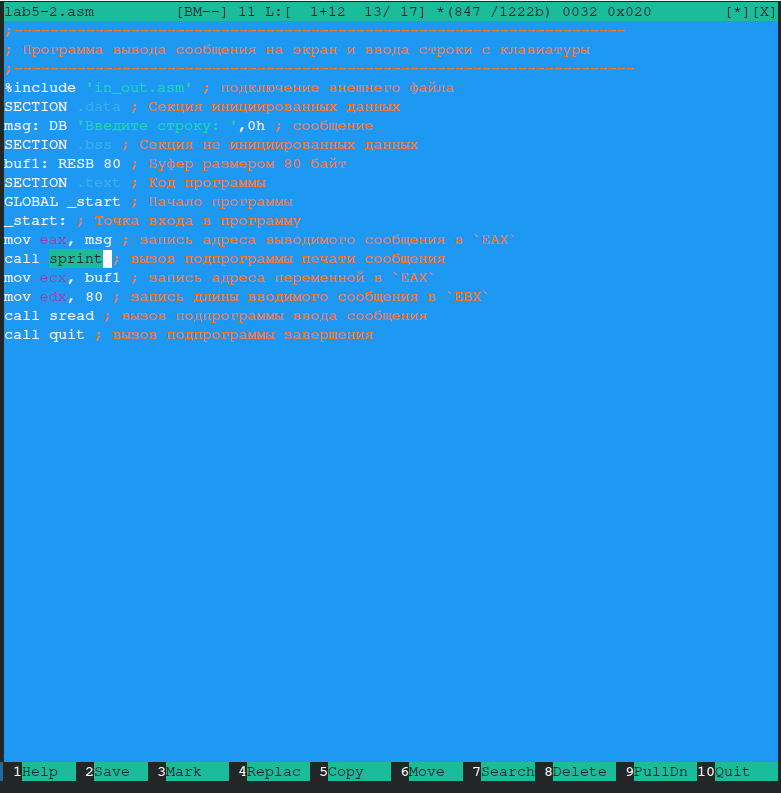 lab5-2.asm [BM--] 11 L:[ 1+12 13/ 17] *(847 /1222b) 0032 0x020 [*][X]
;--------------------------------------------------------------------
; Программа вывода сообщения на экран и ввода строки с клавиатуры
;---------------------------------------------------------------------
%include 'in_out.asm' ; подключение внешнего файла
SECTION .data ; Секция инициированных данных
msg: DB 'Введите строку: ',0h ; сообщение
SECTION .bss ; Секция не инициированных данных
buf1: RESB 80 ; Буфер размером 80 байт
SECTION .text ; Код программы
GLOBAL _start ; Начало программы
_start: ; Точка входа в программу
mov eax, msg ; запись адреса выводимого сообщения в `EAX`
call sprint ; вызов подпрограммы печати сообщения
mov ecx, buf1 ; запись адреса переменной в `EAX`
mov edx, 80 ; запись длины вводимого сообщения в `EBX`
call sread ; вызов подпрограммы ввода сообщения
call quit ; вызов подпрограммы завершения
1Help 2Save 3Mark 4Replac 5Copy 6Move 7Search 8Delete 9PullDn 10Quit